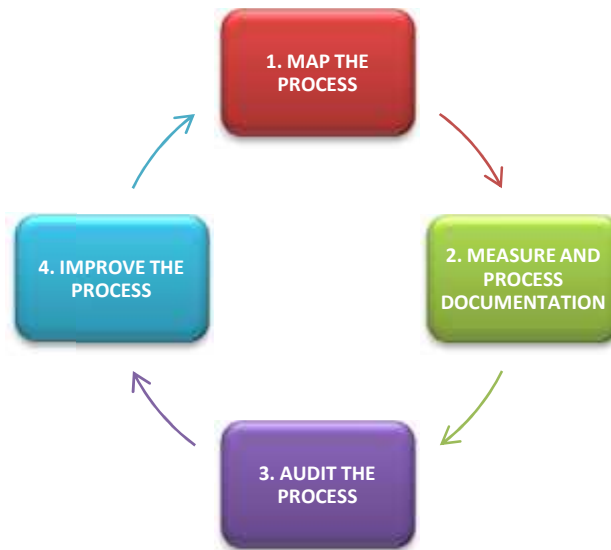 1. MAP THE
PROCESS
2. MEASURE AND
PROCESS
DOCUMENTATION
3. AUDIT THE
PROCESS
4. IMPROVE THE
PROCESS